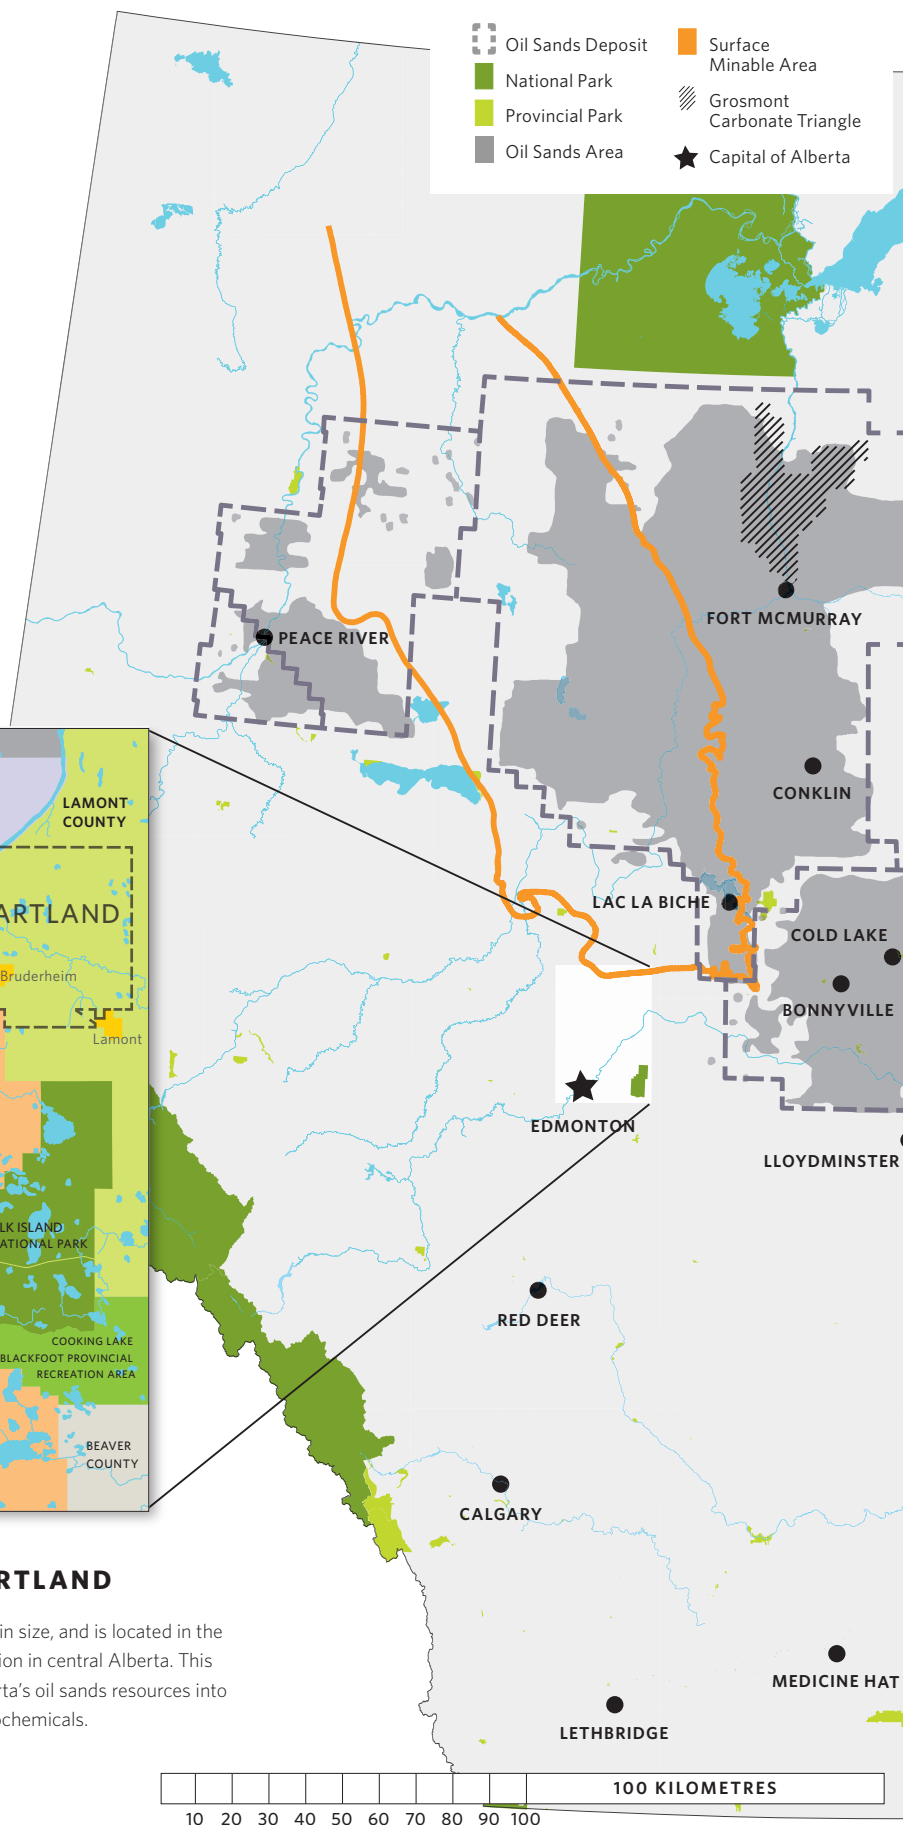 Oil Sands Deposit
National Park
Provincial Park
Oil Sands Area
Surface
Minable Area
Grosmont
Carbonate Triangle
Capital of Alberta
FORT MCMURRAY
PEACE RIVER
CONKLIN
LAC LA BICHE
COLD LAKE
BONNYVILLE
EDMONTON
LLOYDMINSTER
RED DEER
CALGARY
MEDICINE HAT
LETHBRIDGE
LAMONT
COUNTY
ARTLAND
Bruderheim
Lamont
LK ISLAND
ATIONAL PARK
COOKING LAKE
BLACKFOOT PROVINCIAL
RECREATION AREA
BEAVER
COUNTY
RTLAND
in size, and is located in the
ion in central Alberta. This
rta’s oil sands resources into
ochemicals.
100 KILOMETRES
10 20 30 40 50 60 70 80 90 100